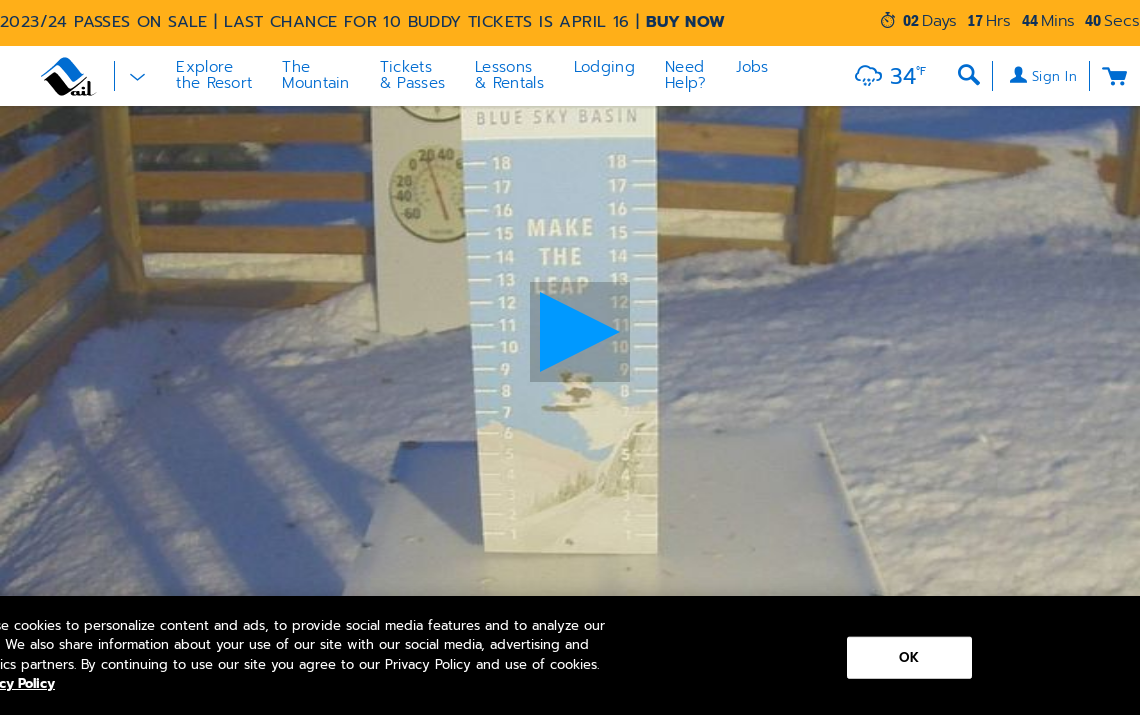 2023/24 PASSES ON SALE | LAST CHANCE FOR 10 BUDDY TICKETS IS APRIL 16 | BUY NOW
02 Days 17 Hrs 44 Mins 40 Secs
Vail
Explore
the Resort
The
Mountain
Tickets
& Passes
Lessons
& Rentals
Lodging
Need
Help?
Jobs
34°F
Sign In
BLUE SKY BASIN
18 18
17 17
16 16
15 15
14 14
13 13
12 12
11 11
10 10
9 9
8 8
7 7
6 6
5 5
4 4
3 3
2 2
1 1
MAKE
THE
LEAP
0 20 40
20
40
60
se cookies to personalize content and ads, to provide social media features and to analyze our
We also share information about your use of our site with our social media, advertising and
ics partners. By continuing to use our site you agree to our Privacy Policy and use of cookies.
cy Policy
OK